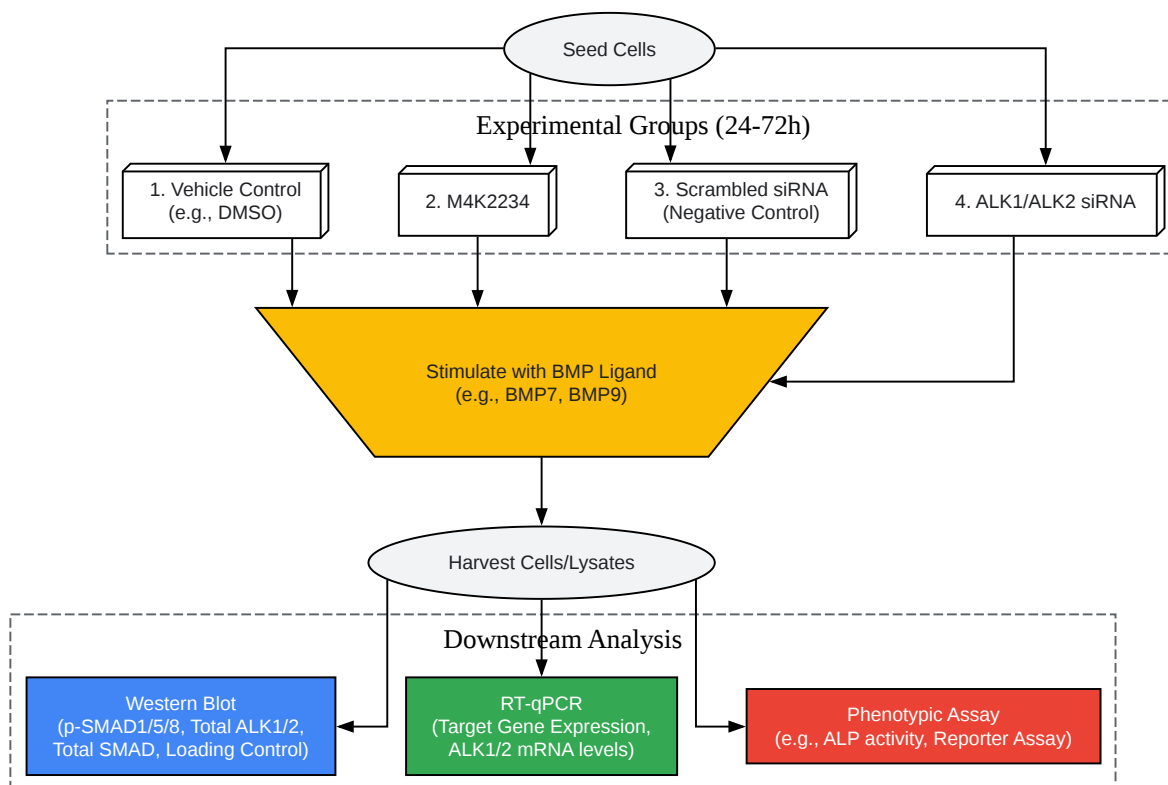 Seed Cells
Experimental Groups (24-72h)
1. Vehicle Control
(e.g., DMSO)
2. M4K2234
3. Scrambled siRNA
(Negative Control)
4. ALK1/ALK2 siRNA
Stimulate with BMP Ligand
(e.g., BMP7, BMP9)
Harvest Cells/Lysates
Downstream Analysis
Western Blot
(p-SMAD1/5/8, Total ALK1/2,
Total SMAD, Loading Control)
RT-qPCR
(Target Gene Expression,
ALK1/2 mRNA levels)
Phenotypic Assay
(e.g., ALP activity, Reporter Assay)